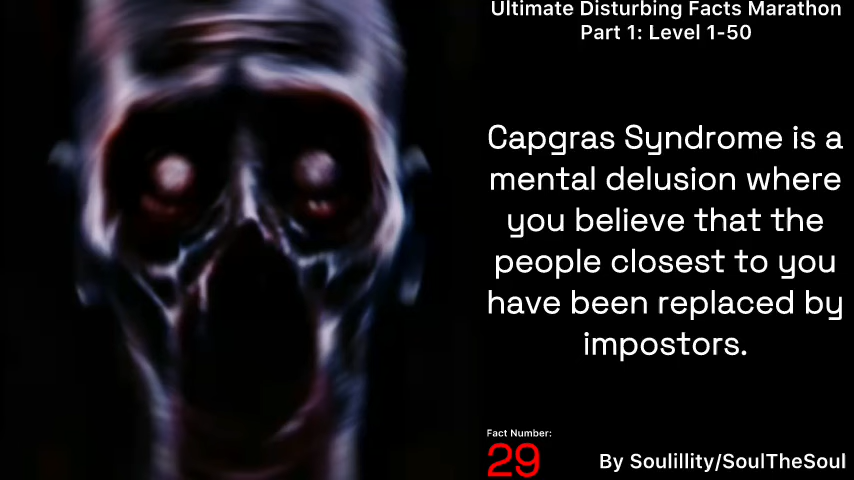 Ultimate Disturbing Facts Marathon
Part 1: Level 1-50
Capgras Syndrome is a
mental delusion where
you believe that the
people closest to you
have been replaced by
impostors.
Fact Number:
29
By Soulillity/SoulTheSoul